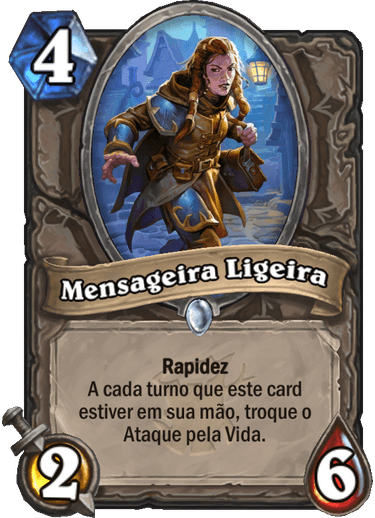 4
Mensageira Ligeira
Rapidez
A cada turno que este card
estiver em sua mão, troque o
Ataque pela Vida.
2
6